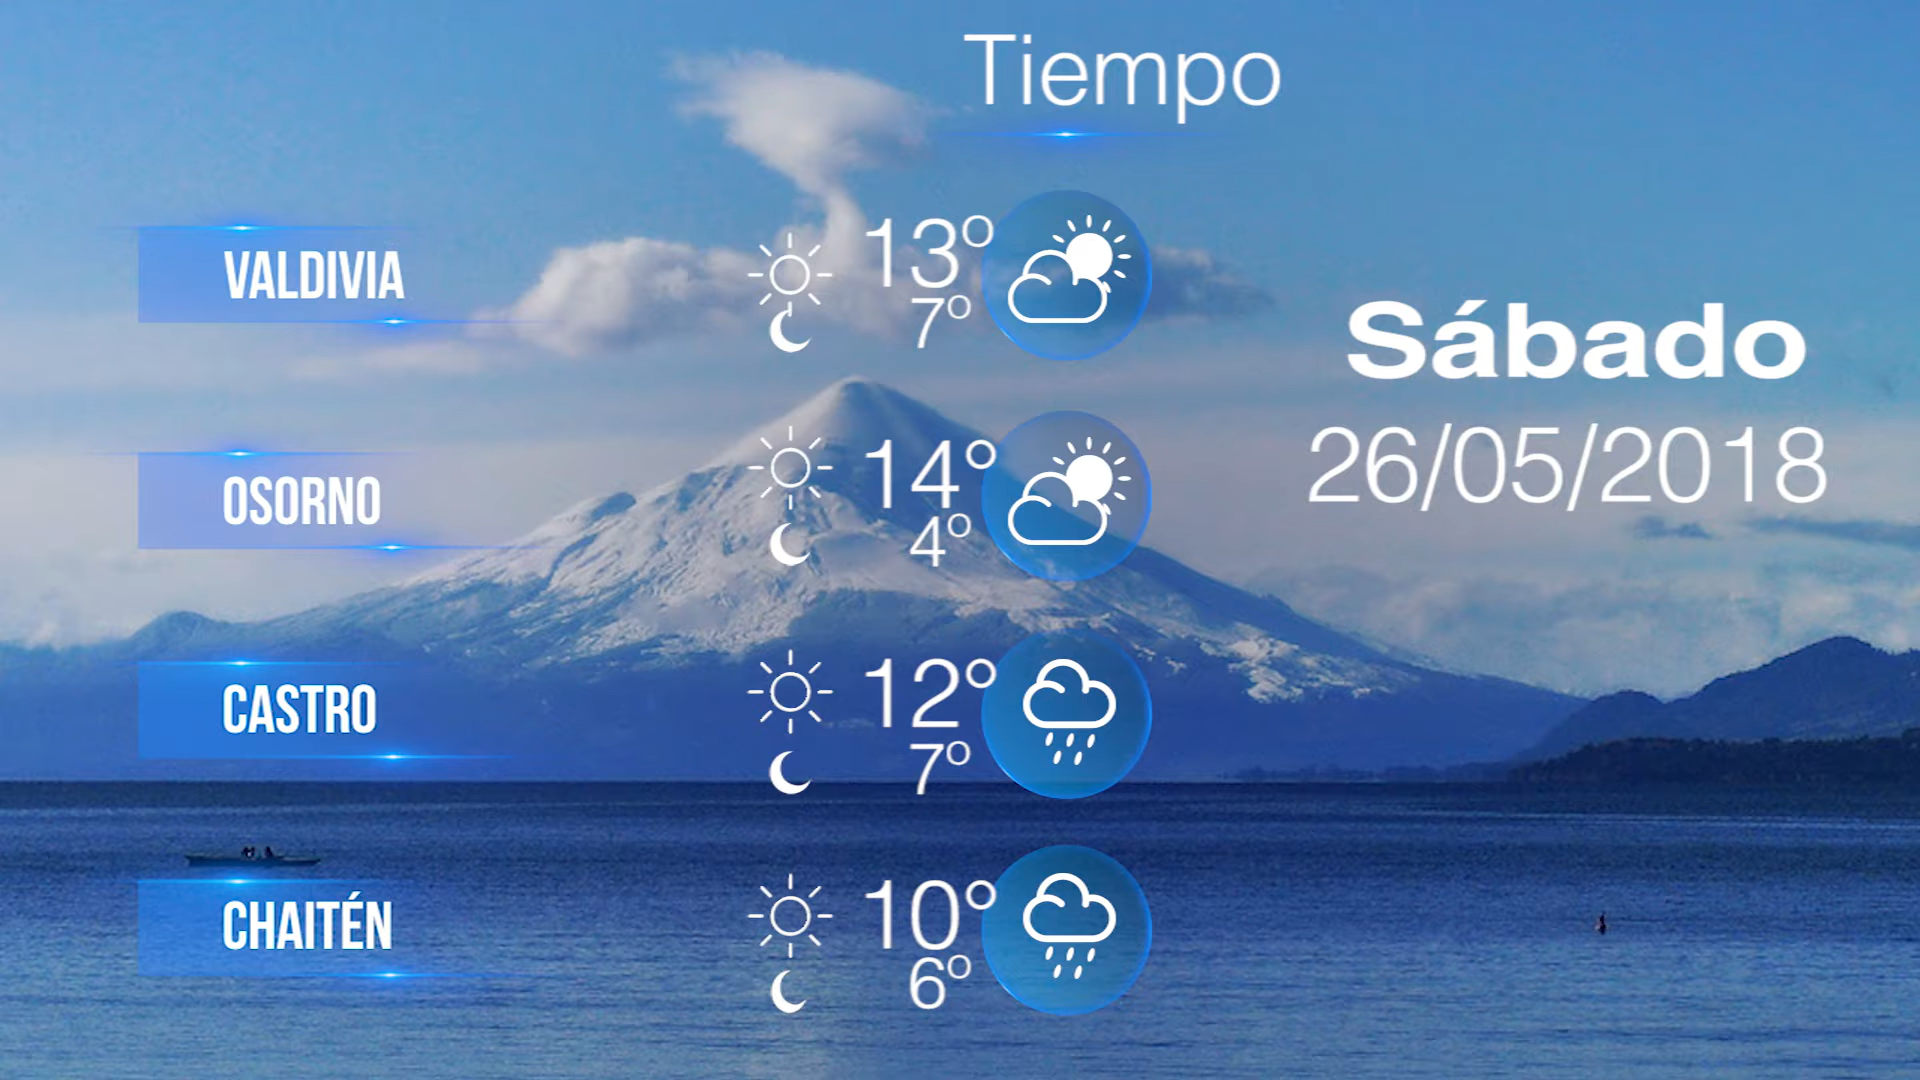 Tiempo
VALDIVIA
13°
7°
OSORNO
14°
4°
CASTRO
12°
7°
CHAITÉN
10°
6°
Sábado
26/05/2018